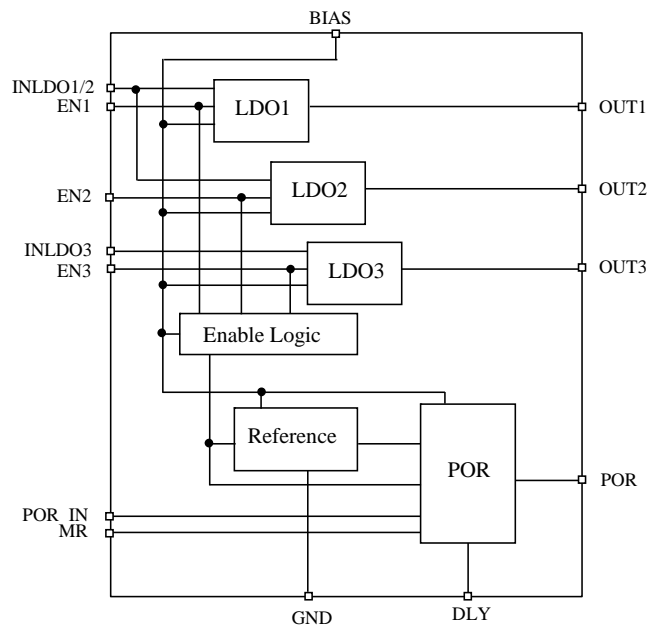 BIAS
INLDO1/2
EN1
LDO1
OUT1
EN2
LDO2
OUT2
INLDO3
EN3
LDO3
OUT3
Enable Logic
Reference
POR
POR
POR_IN
MR
GND
DLY